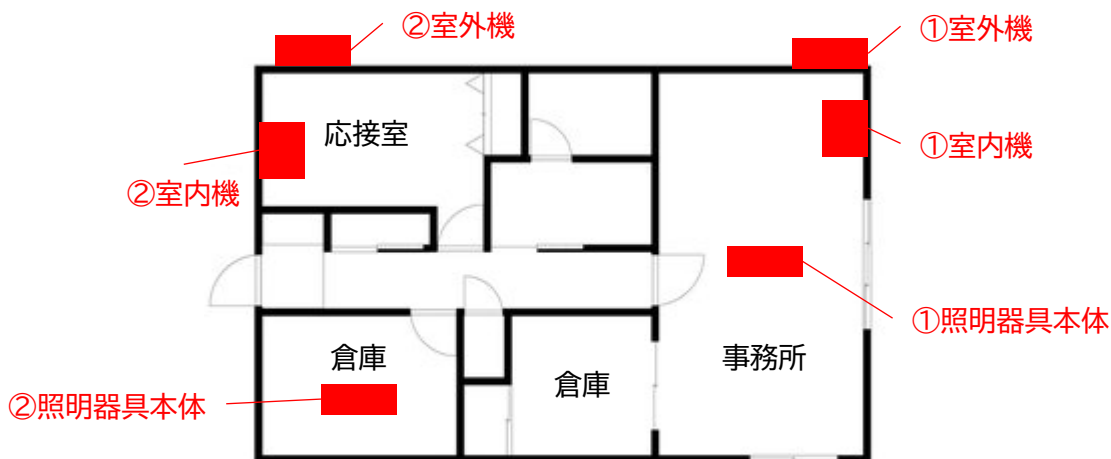 ②室外機
①室外機
応接室
①室内機
②室内機
①照明器具本体
倉庫
事務所
倉庫
②照明器具本体